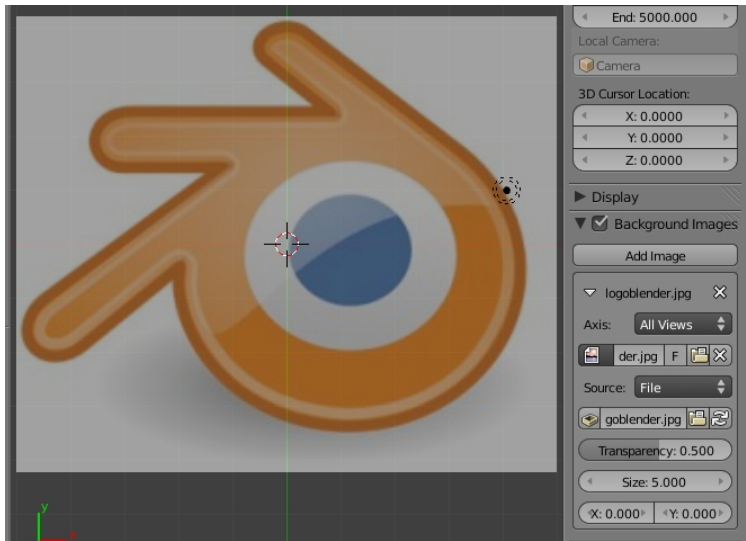 End: 5000.000
Local Camera:
Camera
3D Cursor Location:
X: 0.0000
Y: 0.0000
Z: 0.0000
Display
Background Images
Add Image
logoblender.jpg
Axis: All Views
der.jpg F
Source: File
goblender.jpg
Transparency: 0.500
Size: 5.000
X: 0.000 Y: 0.000
y
x